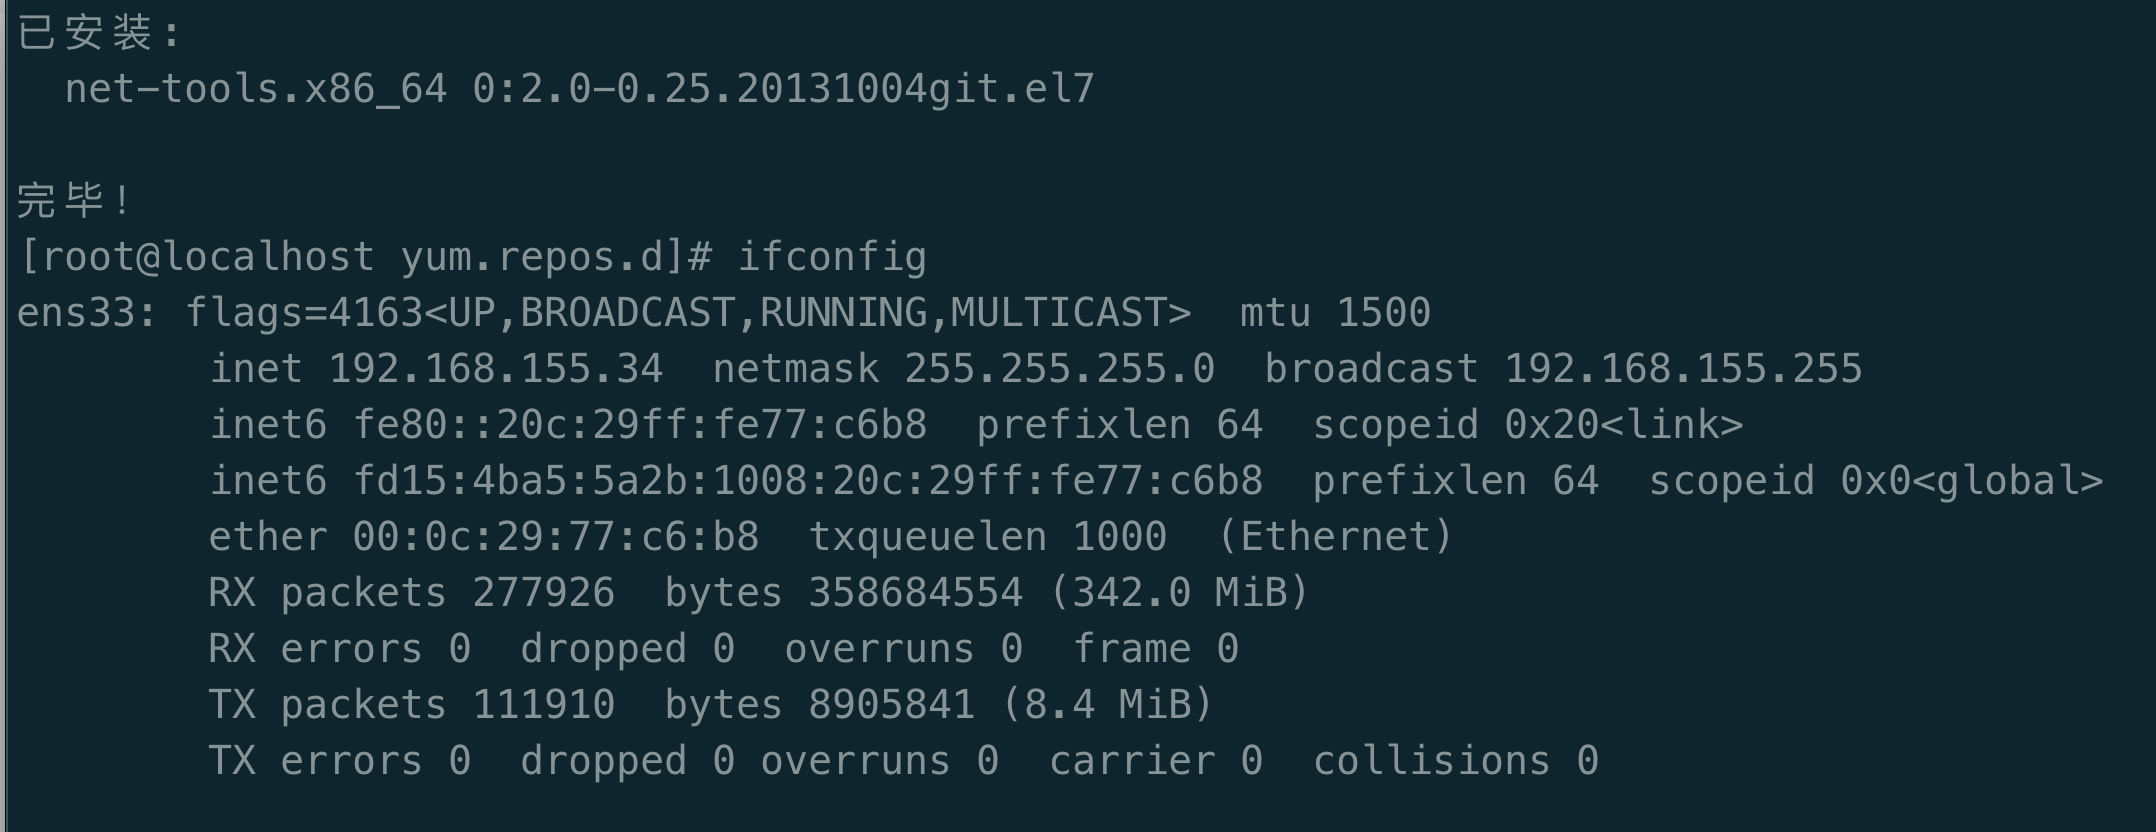 已安装:
net-tools.x86_64 0:2.0-0.25.20131004git.el7
完毕!
[root@localhost yum.repos.d]# ifconfig
ens33: flags=4163<UP,BROADCAST,RUNNING,MULTICAST>  mtu 1500
inet 192.168.155.34  netmask 255.255.255.0  broadcast 192.168.155.255
inet6 fe80::20c:29ff:fe77:c6b8  prefixlen 64  scopeid 0x20<link>
inet6 fd15:4ba5:5a2b:1008:20c:29ff:fe77:c6b8  prefixlen 64  scopeid 0x0<global>
ether 00:0c:29:77:c6:b8  txqueuelen 1000  (Ethernet)
RX packets 277926  bytes 358684554 (342.0 MiB)
RX errors 0  dropped 0  overruns 0  frame 0
TX packets 111910  bytes 8905841 (8.4 MiB)
TX errors 0  dropped 0 overruns 0  carrier 0  collisions 0